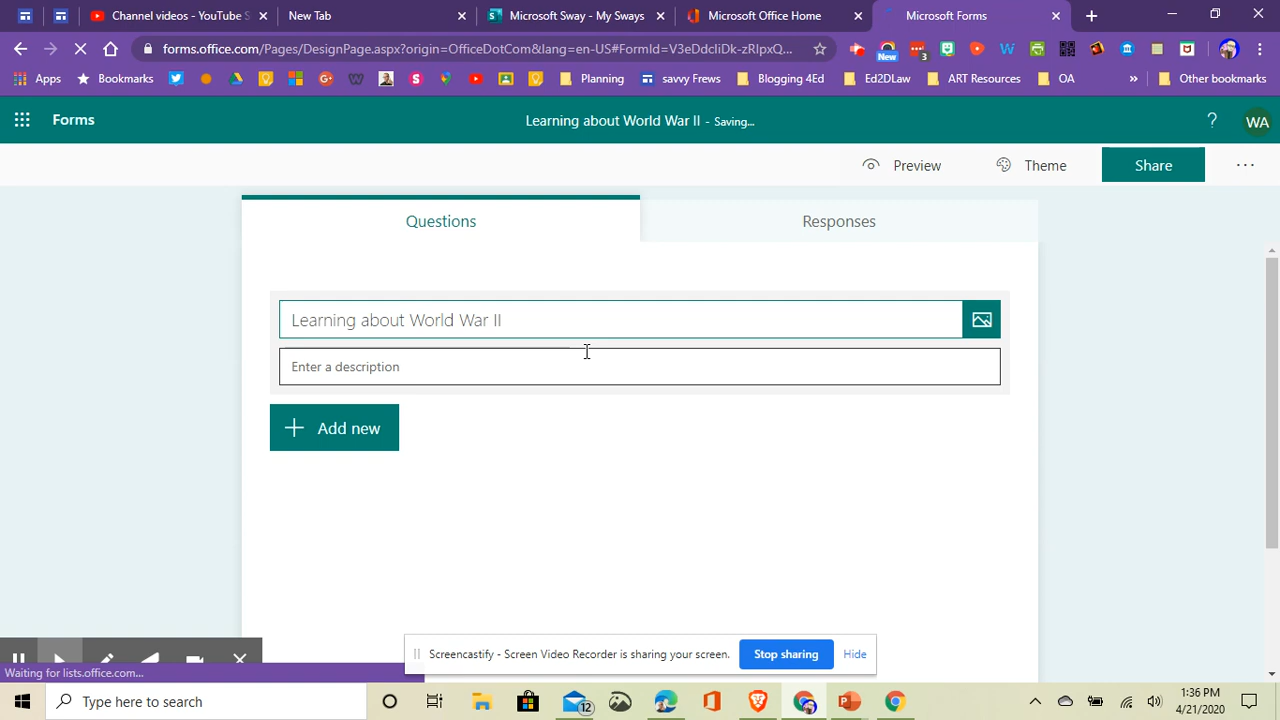 Channel videos - YouTube S
New Tab
Microsoft Sway - My Sways
Microsoft Office Home
Microsoft Forms
forms.office.com/Pages/DesignPage.aspx?origin=OfficeDotCom&lang=en-US#FormId=V3eDdcIiDk-zRlpxQ...
New
3
Apps
Bookmarks
Planning
savvy Frews
Blogging 4Ed
Ed2DLaw
ART Resources
OA
Other bookmarks
Forms
Learning about World War II - Saving...
?
WA
Preview
Theme
Share
Questions
Responses
Learning about World War II
Enter a description
Add new
Screencastify - Screen Video Recorder is sharing your screen.
Stop sharing
Hide
Waiting for lists.office.com...
Type here to search
12
1:36 PM
4/21/2020